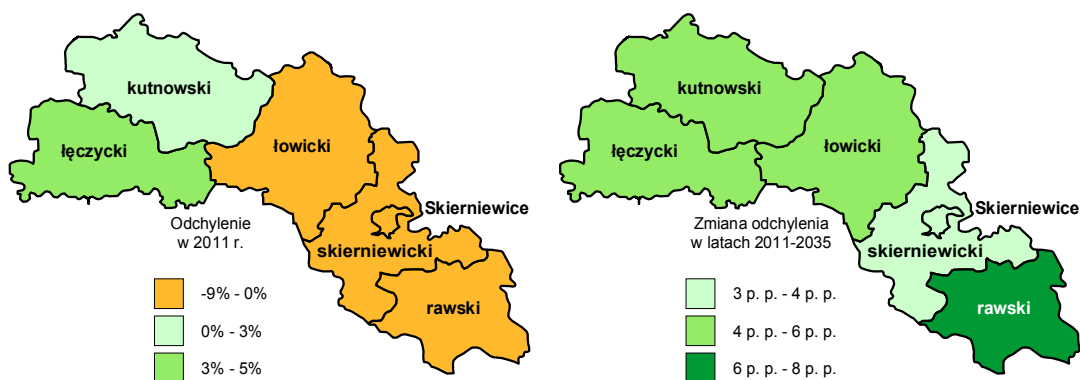 kutnowski
łęczycki
łowicki
Skierniewice
skierniewicki
rawski
Odchylenie
w 2011 r.
-9% - 0%
0% - 3%
3% - 5%
kutnowski
łęczycki
łowicki
Skierniewice
skierniewicki
rawski
Zmiana odchylenia
w latach 2011-2035
3 p. p. - 4 p. p.
4 p. p. - 6 p. p.
6 p. p. - 8 p. p.